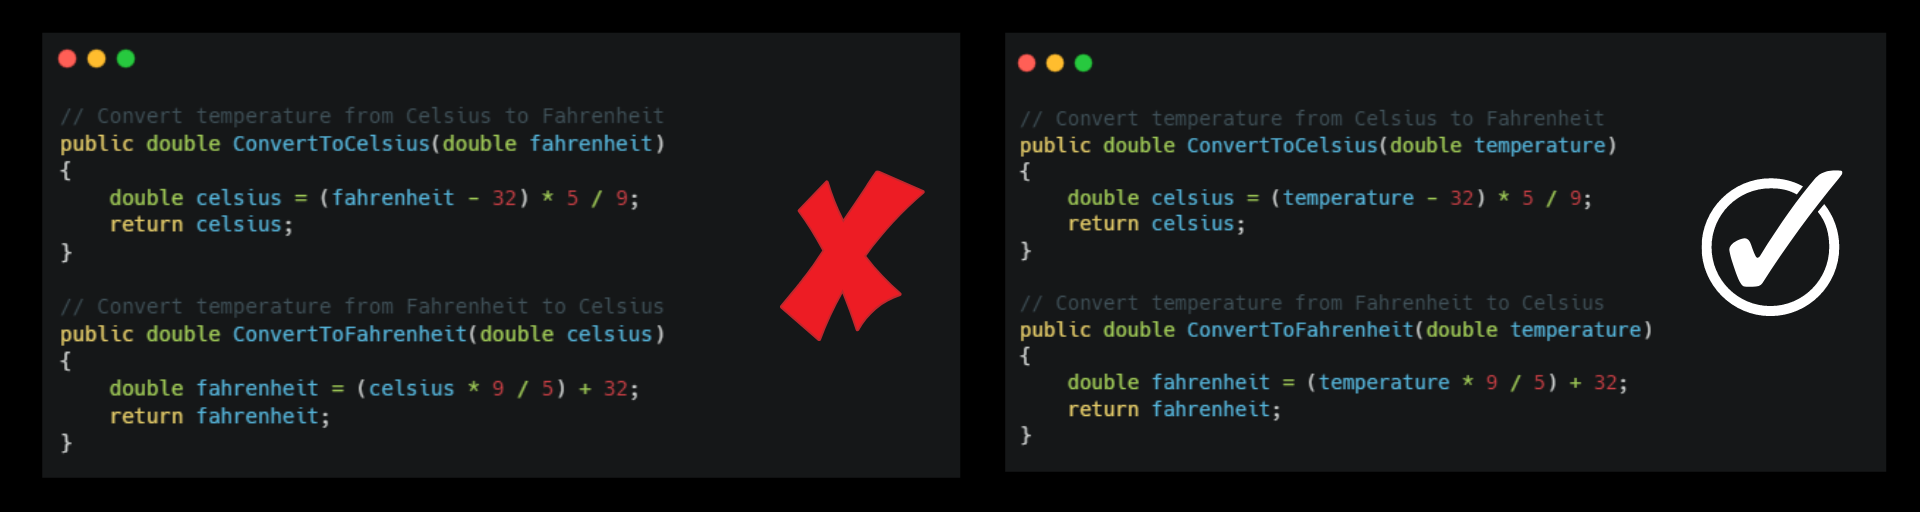 // Convert temperature from Celsius to Fahrenheit
public double ConvertToCelsius(double fahrenheit)
{
    double celsius = (fahrenheit - 32) * 5 / 9;
    return celsius;
}
// Convert temperature from Fahrenheit to Celsius
public double ConvertToFahrenheit(double celsius)
{
    double fahrenheit = (celsius * 9 / 5) + 32;
    return fahrenheit;
}
// Convert temperature from Celsius to Fahrenheit
public double ConvertToCelsius(double temperature)
{
    double celsius = (temperature - 32) * 5 / 9;
    return celsius;
}
// Convert temperature from Fahrenheit to Celsius
public double ConvertToFahrenheit(double temperature)
{
    double fahrenheit = (temperature * 9 / 5) + 32;
    return fahrenheit;
}